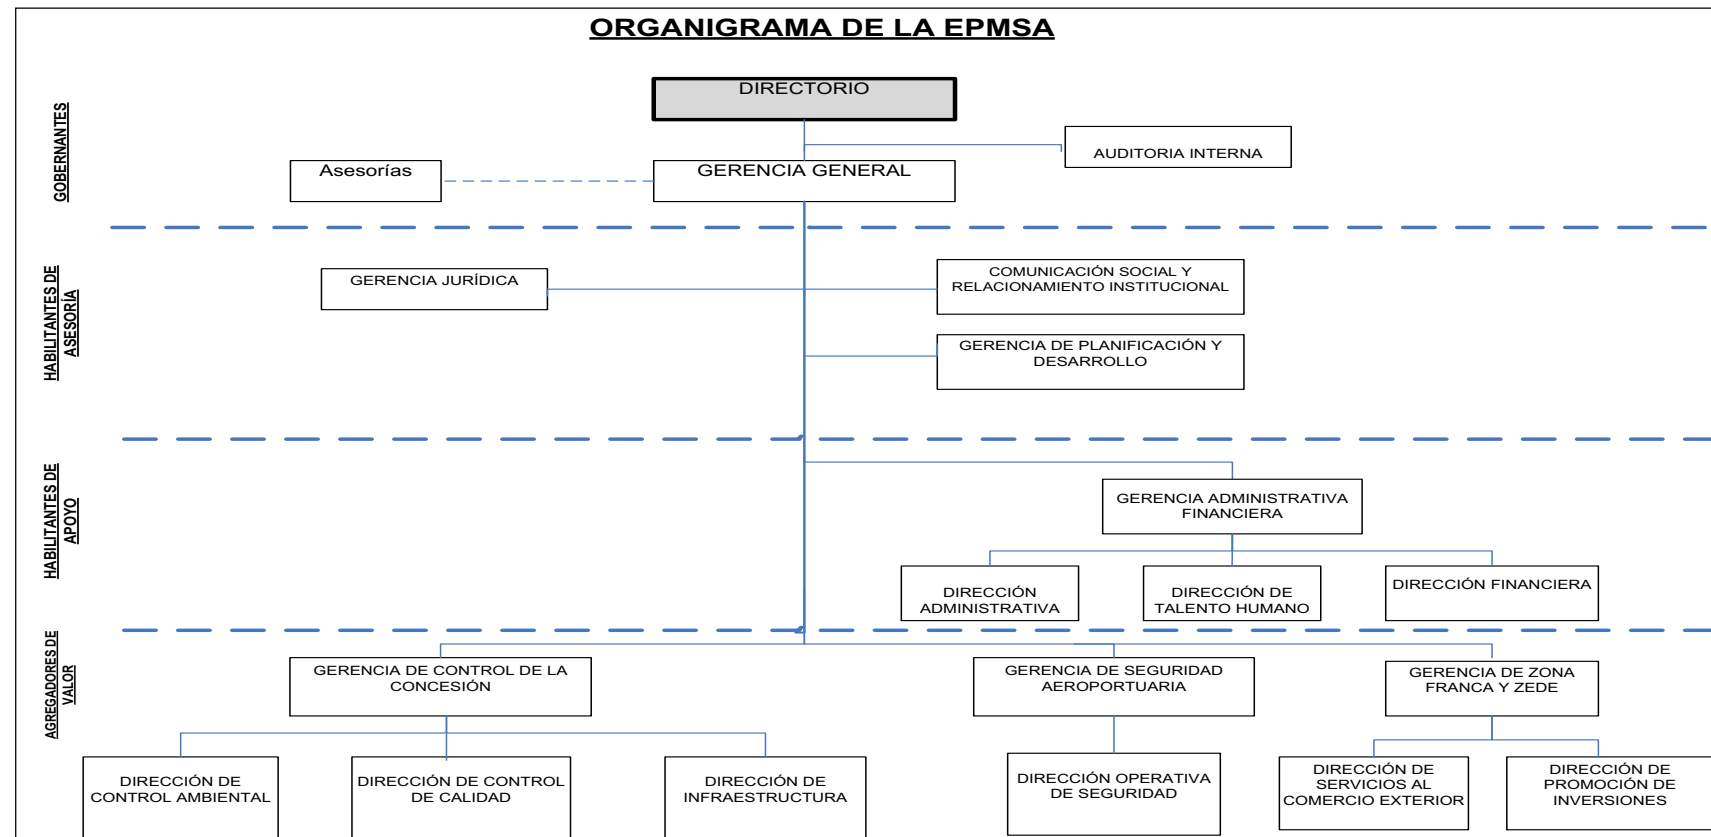 ORGANIGRAMA DE LA EPMSA
GOBERNANTES
DIRECTORIO
AUDITORIA INTERNA
Asesorías
GERENCIA GENERAL
HABILITANTES DE
ASESORÍA
GERENCIA JURÍDICA
COMUNICACIÓN SOCIAL Y
RELACIONAMIENTO INSTITUCIONAL
GERENCIA DE PLANIFICACIÓN Y
DESARROLLO
HABILITANTES DE
APOYO
GERENCIA ADMINISTRATIVA
FINANCIERA
DIRECCIÓN
ADMINISTRATIVA
DIRECCIÓN DE
TALENTO HUMANO
DIRECCIÓN FINANCIERA
AGREGADORES DE
VALOR
GERENCIA DE CONTROL DE LA
CONCESIÓN
GERENCIA DE SEGURIDAD
AEROPORTUARIA
GERENCIA DE ZONA
FRANCA Y ZEDE
DIRECCIÓN DE
CONTROL AMBIENTAL
DIRECCIÓN DE CONTROL
DE CALIDAD
DIRECCIÓN DE
INFRAESTRUCTURA
DIRECCIÓN OPERATIVA
DE SEGURIDAD
DIRECCIÓN DE
SERVICIOS AL
COMERCIO EXTERIOR
DIRECCIÓN DE
PROMOCIÓN DE
INVERSIONES